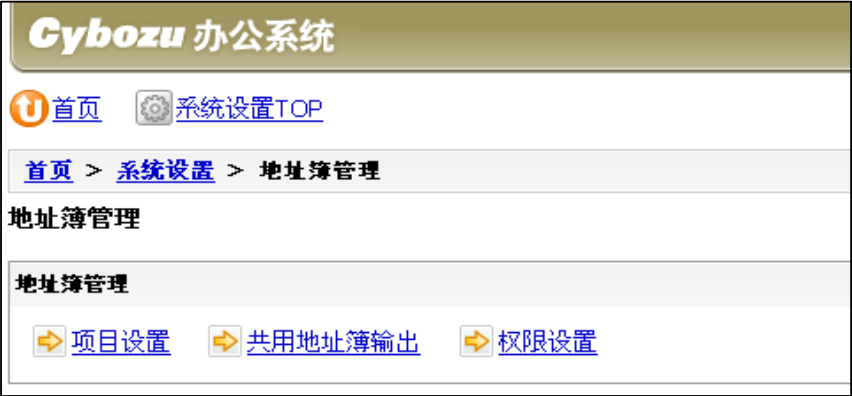 Cybozu 办公系统
首页 系统设置TOP
首页 > 系统设置 > 地址簿管理
地址簿管理
地址簿管理
项目设置 共用地址簿输出 权限设置